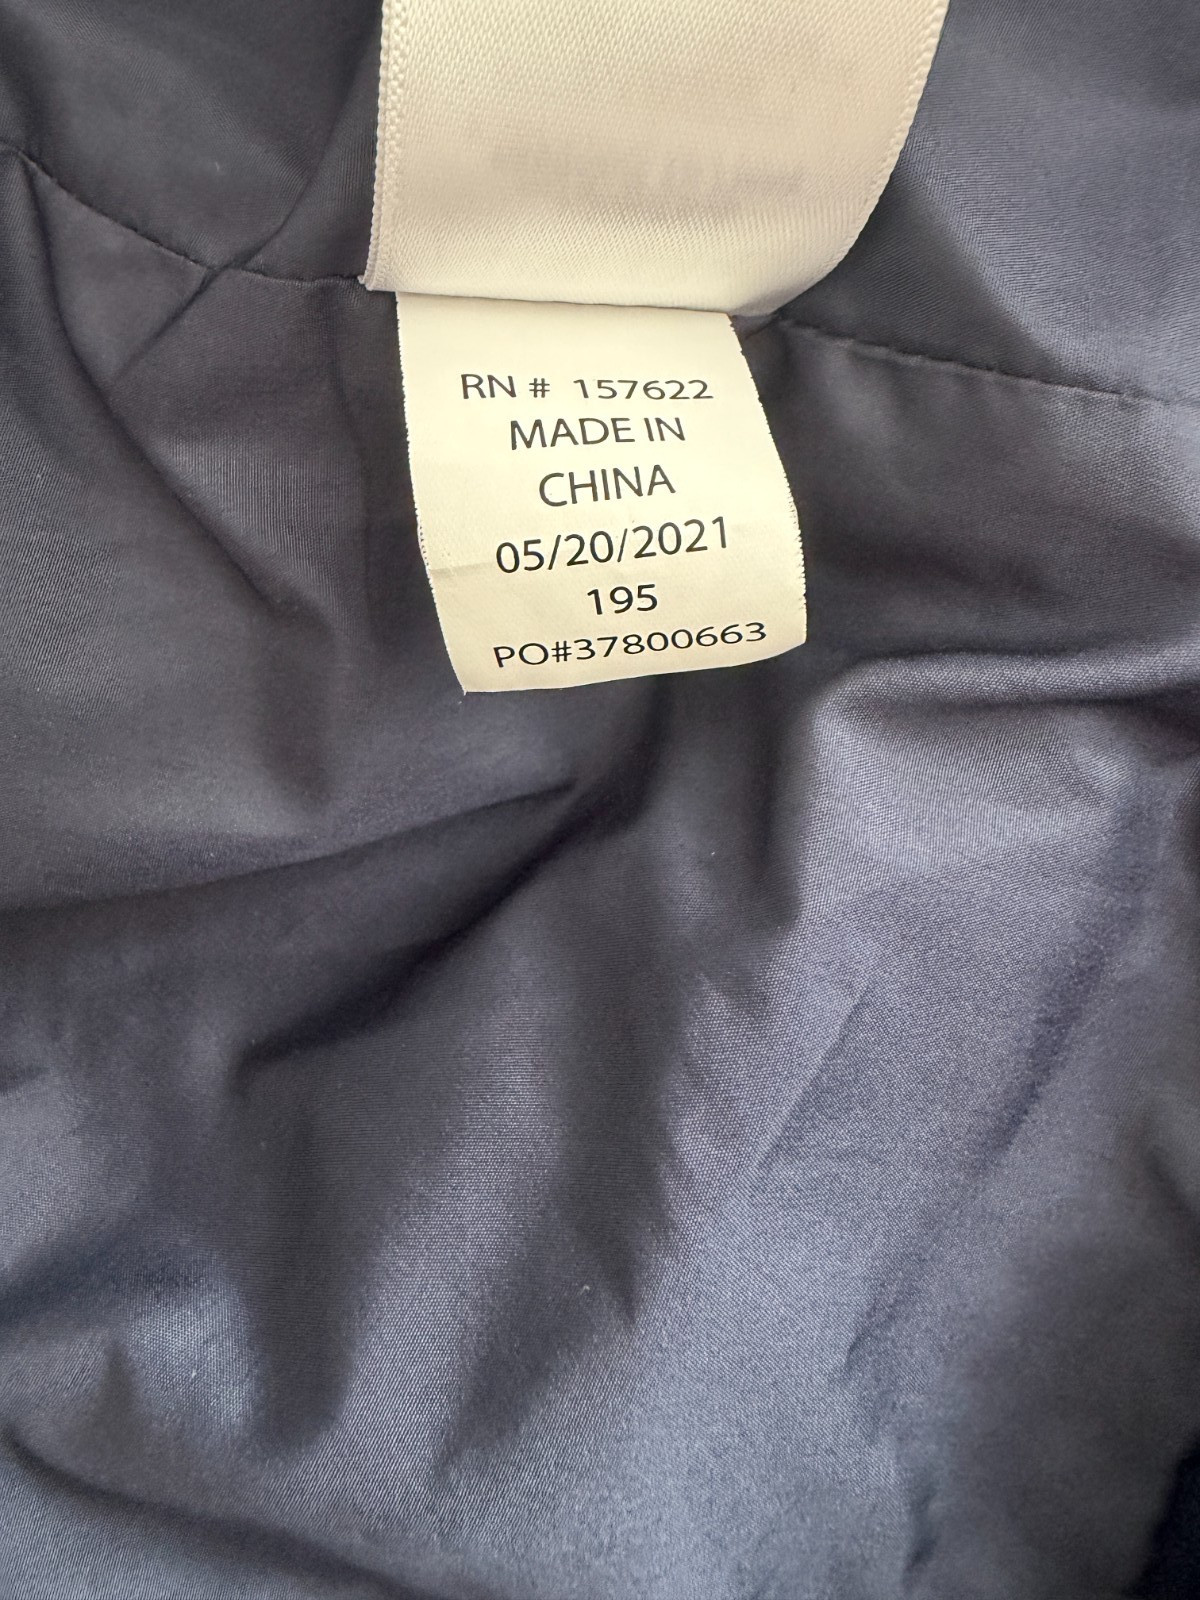 RN # 157622
MADE IN
CHINA
05/20/2021
195
PO#37800663